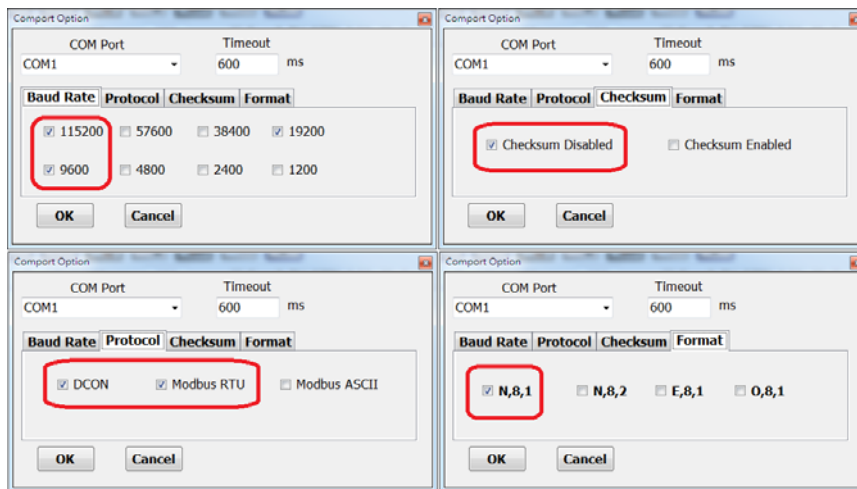 Comport Option
COM Port Timeout
COM1 600 ms
Baud Rate Protocol Checksum Format
115200 57600 38400 19200
9600 4800 2400 1200
OK Cancel
Comport Option
COM Port Timeout
COM1 600 ms
Baud Rate Protocol Checksum Format
Checksum Disabled Checksum Enabled
OK Cancel
Comport Option
COM Port Timeout
COM1 600 ms
Baud Rate Protocol Checksum Format
DCON Modbus RTU Modbus ASCII
OK Cancel
Comport Option
COM Port Timeout
COM1 600 ms
Baud Rate Protocol Checksum Format
N,8,1 N,8,2 E,8,1 O,8,1
OK Cancel